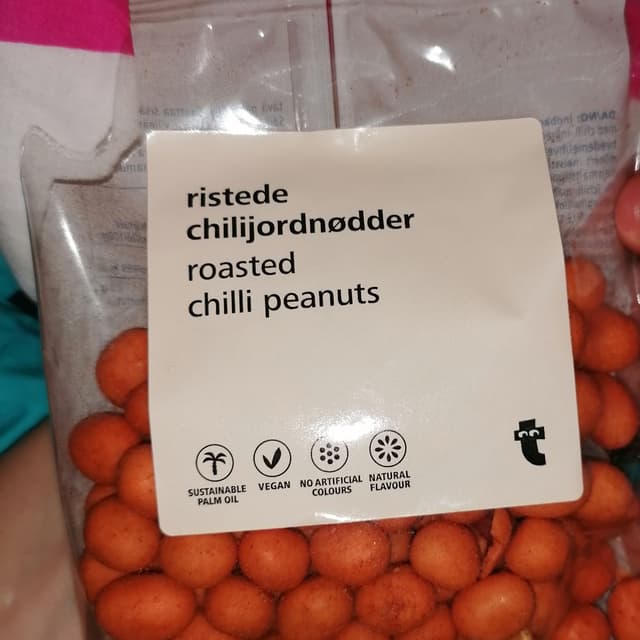 ristede
chilijordnødder
roasted
chilli peanuts
SUSTAINABLE
PALM OIL
VEGAN
NO ARTIFICIAL
COLOURS
NATURAL
FLAVOUR